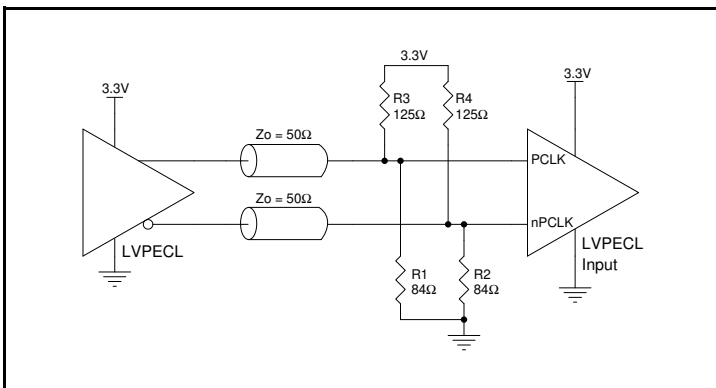 3.3V
3.3V
3.3V
R3
125Ω
R4
125Ω
Zo = 50Ω
PCLK
Zo = 50Ω
nPCLK
LVPECL
LVPECL
Input
R1
84Ω
R2
84Ω